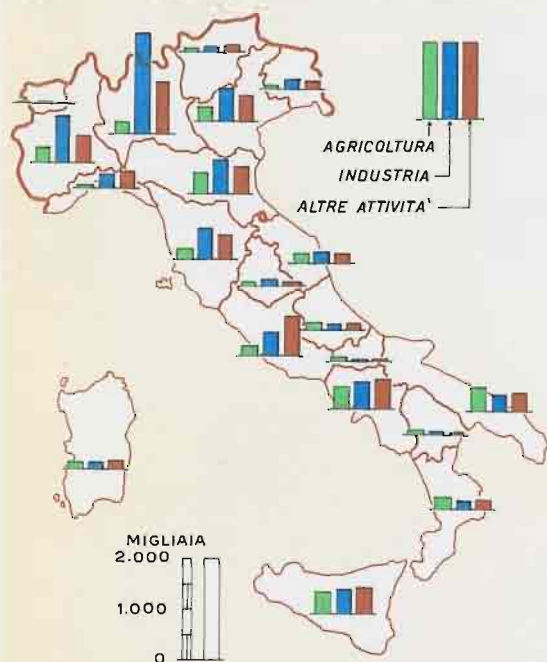 AGRICOLTURA
INDUSTRIA
ALTRE ATTIVITA'
MIGLIAIA
2.000
1.000
0